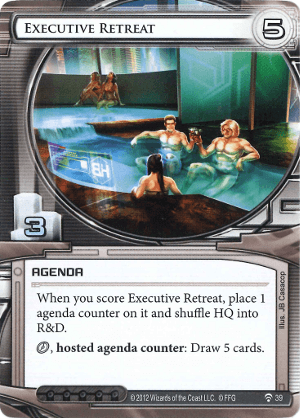 Executive Retreat
5
3
AGENDA
When you score Executive Retreat, place 1
agenda counter on it and shuffle HQ into
R&D.
, hosted agenda counter: Draw 5 cards.
Illus. JB Casacop
©2012 Wizards of the Coast LLC. © FFG
39